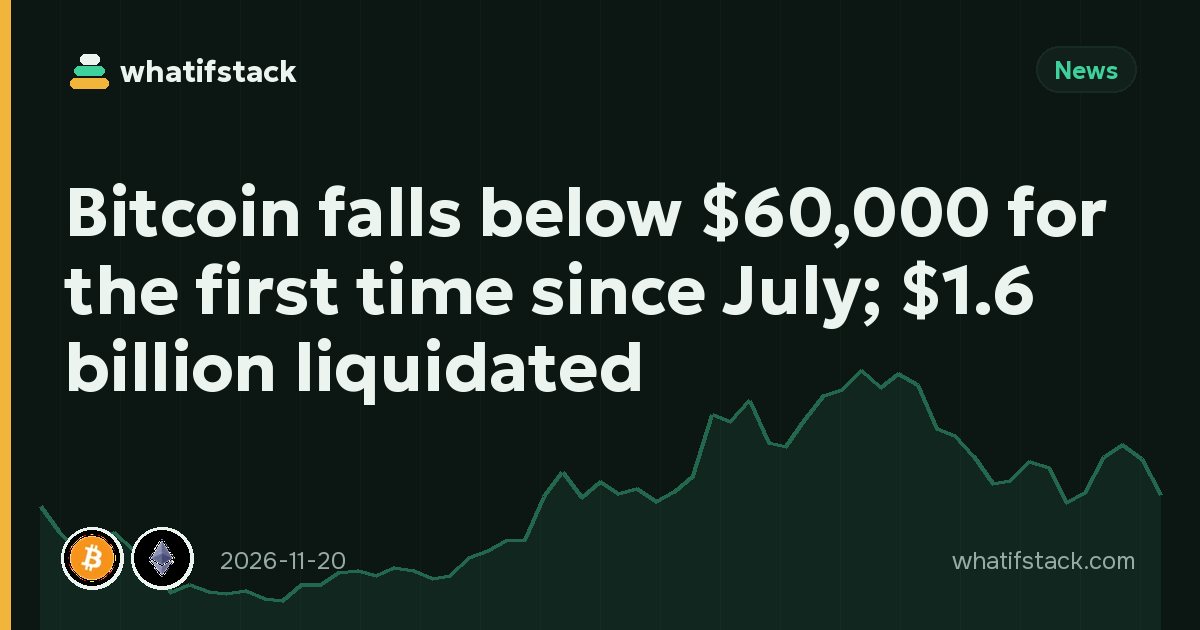 whatifstack
News
Bitcoin falls below $60,000 for
the first time since July; $1.6
billion liquidated
2026-11-20
whatifstack.com